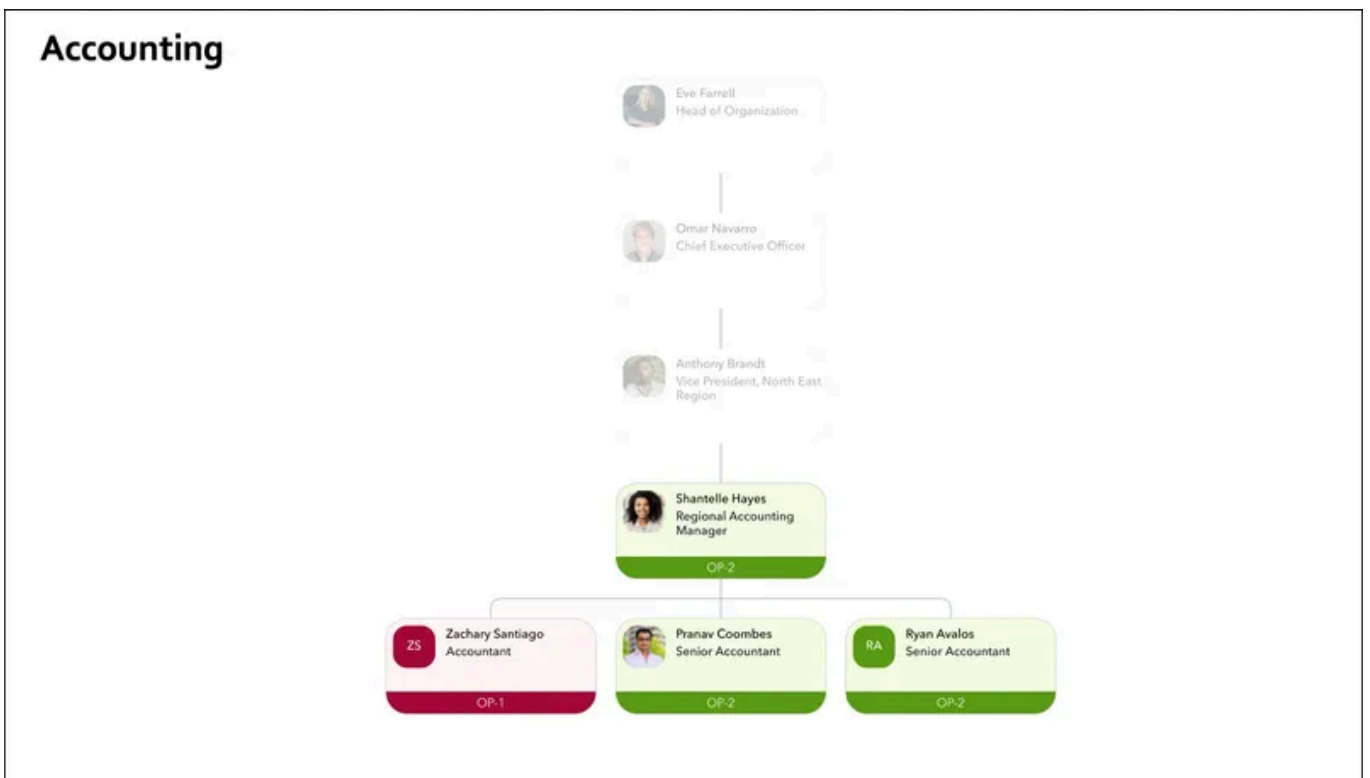 Accounting
Eve Farrell
Head of Organization
Omar Navarro
Chief Executive Officer
Anthony Brandt
Vice President, North East
Region
Shantelle Hayes
Regional Accounting
Manager
OP-2
ZS
Zachary Santiago
Accountant
OP-1
Pranav Coombes
Senior Accountant
OP-2
RA
Ryan Avalos
Senior Accountant
OP-2